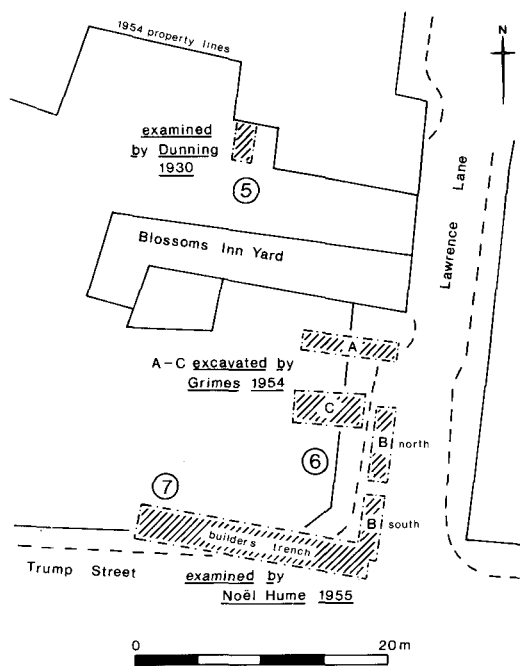 1954 property lines
N
examined
by Dunning
1930
5
Lawrence Lane
Blossoms Inn Yard
A
A-C excavated by
Grimes 1954
C
B north
6
7
B south
builders trench
Trump Street
examined by
Noël Hume 1955
0 20m